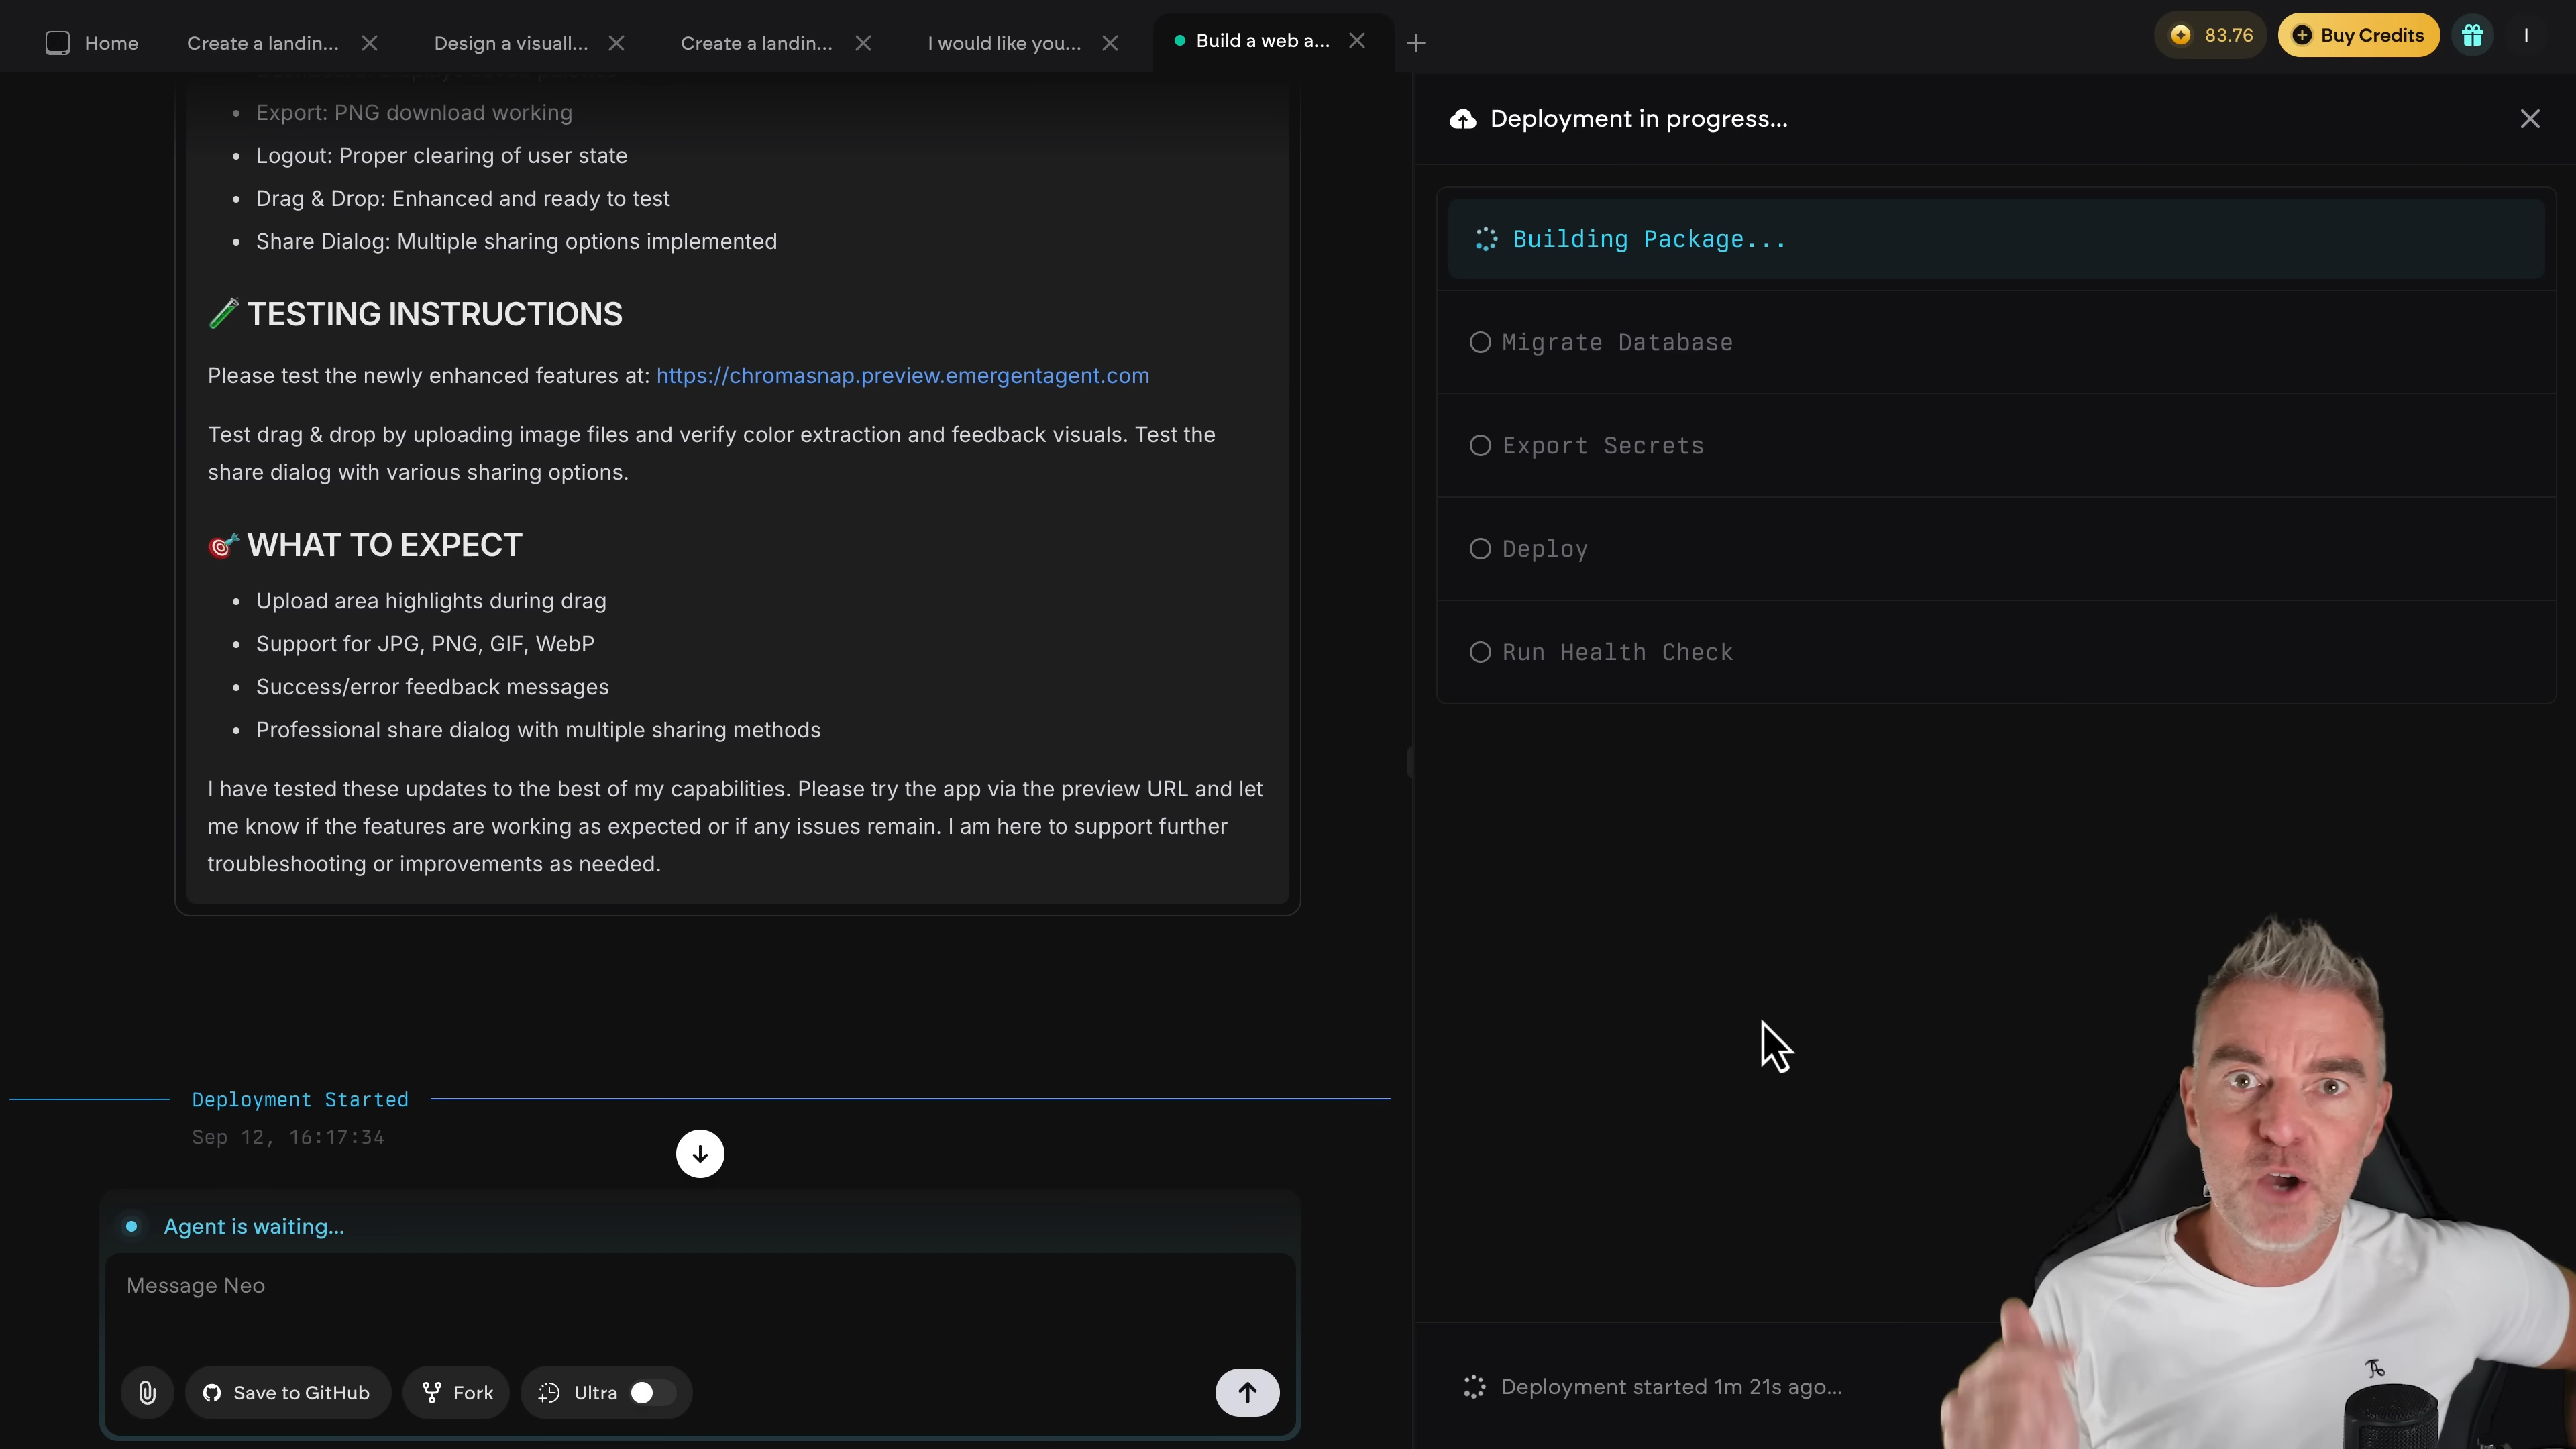 Home
Create a landin...
Design a visuall...
Create a landin...
I would like you...
Build a web a...
83.76
Buy Credits
I
Export: PNG download working
Logout: Proper clearing of user state
Drag & Drop: Enhanced and ready to test
Share Dialog: Multiple sharing options implemented
TESTING INSTRUCTIONS
Please test the newly enhanced features at: https://chromasnap.preview.emergentagent.com
Test drag & drop by uploading image files and verify color extraction and feedback visuals. Test the
share dialog with various sharing options.
WHAT TO EXPECT
Upload area highlights during drag
Support for JPG, PNG, GIF, WebP
Success/error feedback messages
Professional share dialog with multiple sharing methods
I have tested these updates to the best of my capabilities. Please try the app via the preview URL and let
me know if the features are working as expected or if any issues remain. I am here to support further
troubleshooting or improvements as needed.
Deployment Started
Sep 12, 16:17:34
Agent is waiting...
Message Neo
Save to GitHub
Fork
Ultra
Deployment in progress...
Building Package...
Migrate Database
Export Secrets
Deploy
Run Health Check
Deployment started 1m 21s ago...